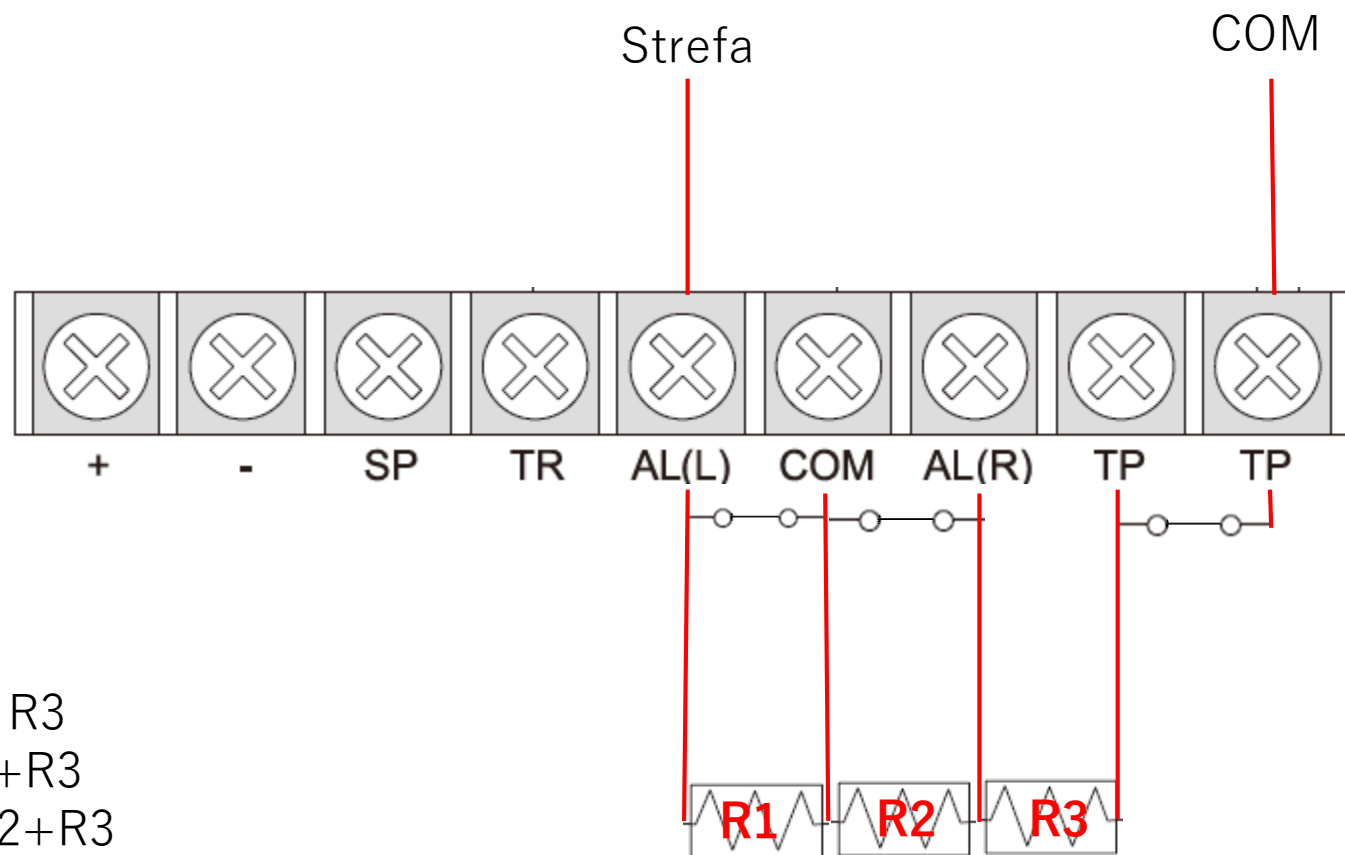 Strefa
COM
+ - SP TR AL(L) COM AL(R) TP TP
R3
+R3
2+R3
R1 R2 R3